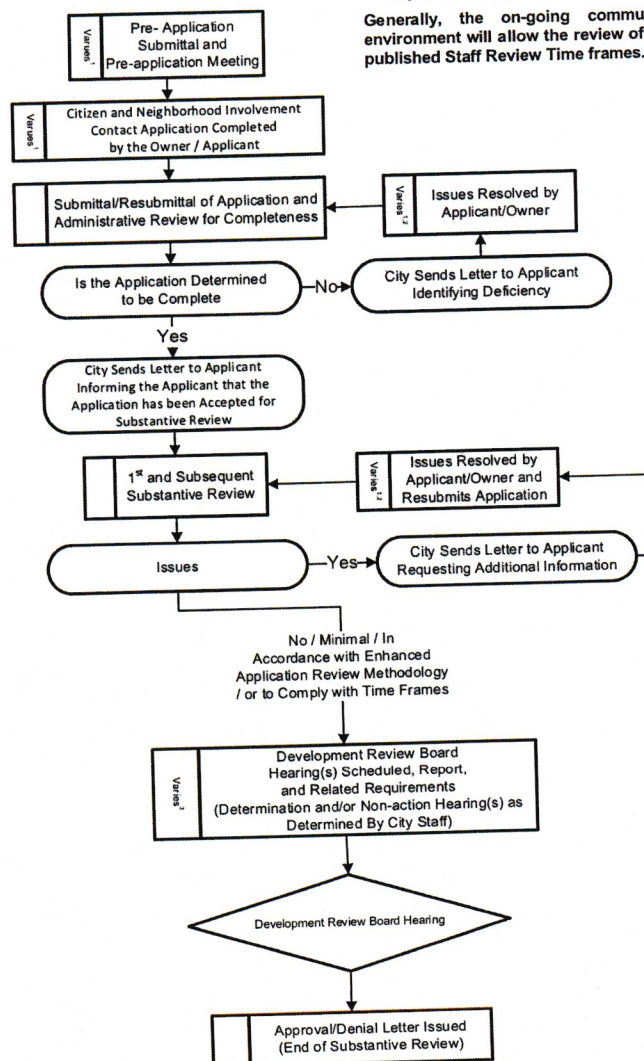 Generally, the on-going commu
environment will allow the review of
published Staff Review Time frames.
Varues¹
Pre- Application
Submittal and
Pre-application Meeting
Varues¹
Citizen and Neighborhood Involvement
Contact Application Completed
by the Owner / Applicant
Submittal/Resubmittal of Application and
Administrative Review for Completeness
Varies¹,²
Issues Resolved by
Applicant/Owner
Is the Application Determined
to be Complete
No
City Sends Letter to Applicant
Identifying Deficiency
Yes
City Sends Letter to Applicant
Informing the Applicant that the
Application has been Accepted for
Substantive Review
1st and Subsequent
Substantive Review
Varies¹,²
Issues Resolved by
Applicant/Owner and
Resubmits Application
Issues
Yes
City Sends Letter to Applicant
Requesting Additional Information
No / Minimal / In
Accordance with Enhanced
Application Review Methodology
/ or to Comply with Time Frames
Varies³
Development Review Board
Hearing(s) Scheduled, Report,
and Related Requirements
(Determination and/or Non-action Hearing(s) as
Determined By City Staff)
Development Review Board Hearing
Approval/Denial Letter Issued
(End of Substantive Review)